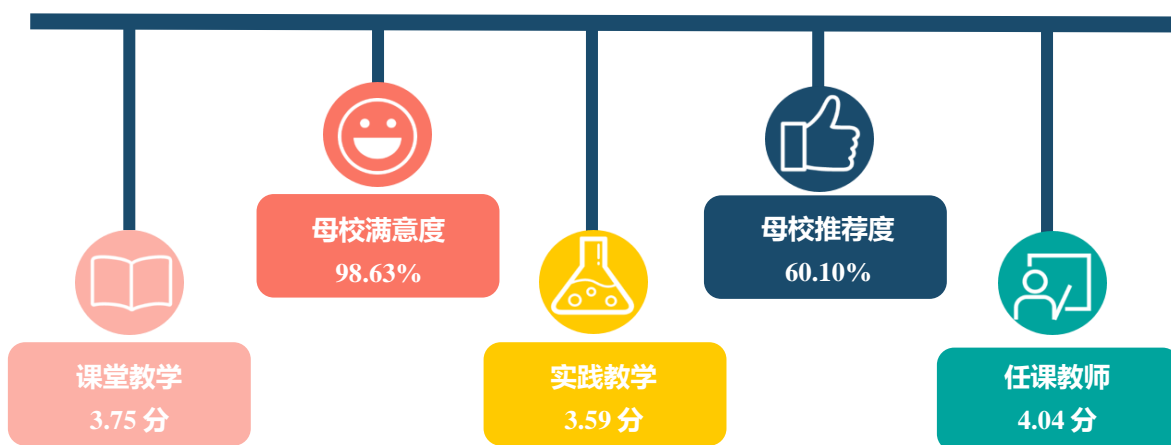 母校满意度
98.63%
母校推荐度
60.10%
课堂教学
3.75 分
实践教学
3.59 分
任课教师
4.04 分